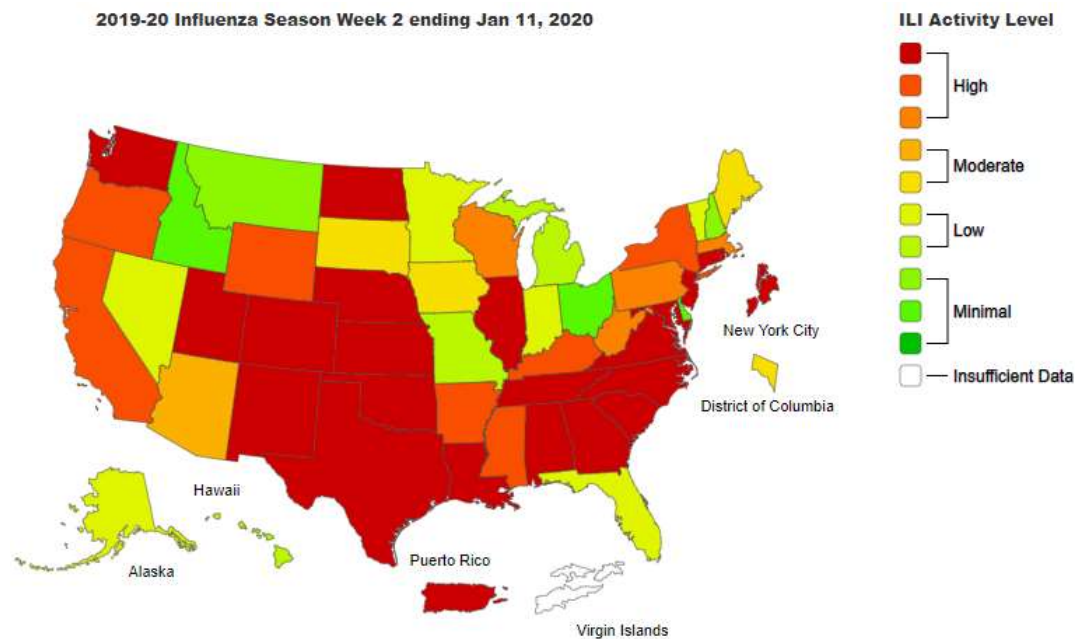 2019-20 Influenza Season Week 2 ending Jan 11, 2020
ILI Activity Level
High
Moderate
Low
Minimal
Insufficient Data
New York City
District of Columbia
Hawaii
Alaska
Puerto Rico
Virgin Islands